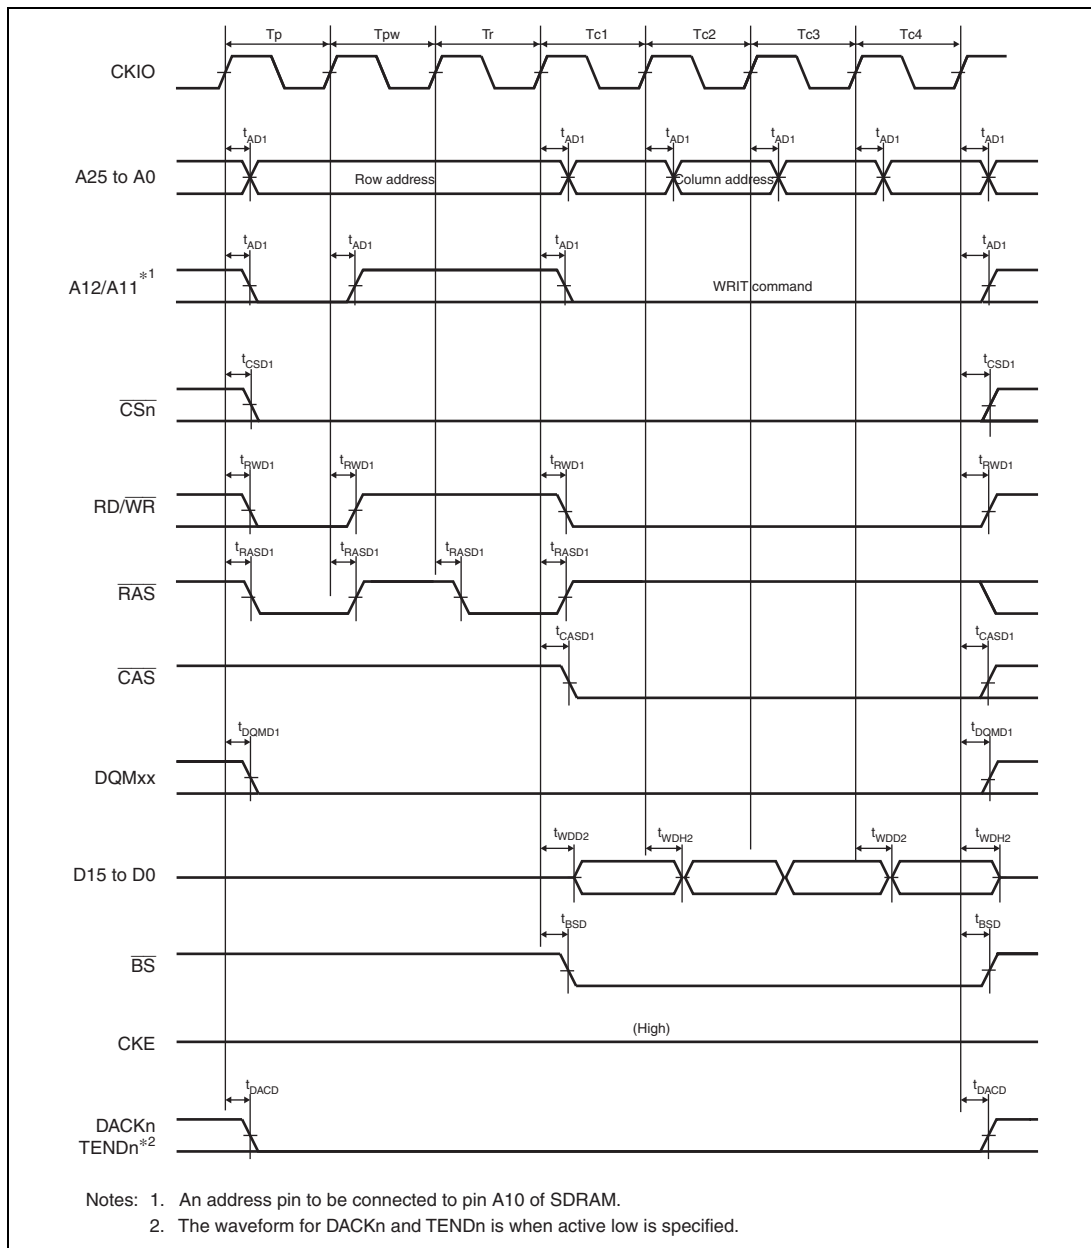 Tp Tpw Tr Tc1 Tc2 Tc3 Tc4
CKIO
tAD1 tAD1 tAD1 tAD1 tAD1 tAD1
A25 to A0 Row address Column address
tAD1 tAD1 tAD1 tAD1
A12/A11*1 WRIT command
tCSD1 tCSD1
CSn
tRWD1 tRWD1 tRWD1 tRWD1
RD/WR
tRASD1 tRASD1 tRASD1 tRASD1
RAS
tCASD1 tCASD1
CAS
tDQMD1 tDQMD1
DQMxx
tWDD2 tWDH2 tWDD2 tWDH2
D15 to D0
tBSD tBSD
BS
(High)
CKE
tDACD tDACD
DACKn
TENDn*2
Notes: 1. An address pin to be connected to pin A10 of SDRAM.
2. The waveform for DACKn and TENDn is when active low is specified.